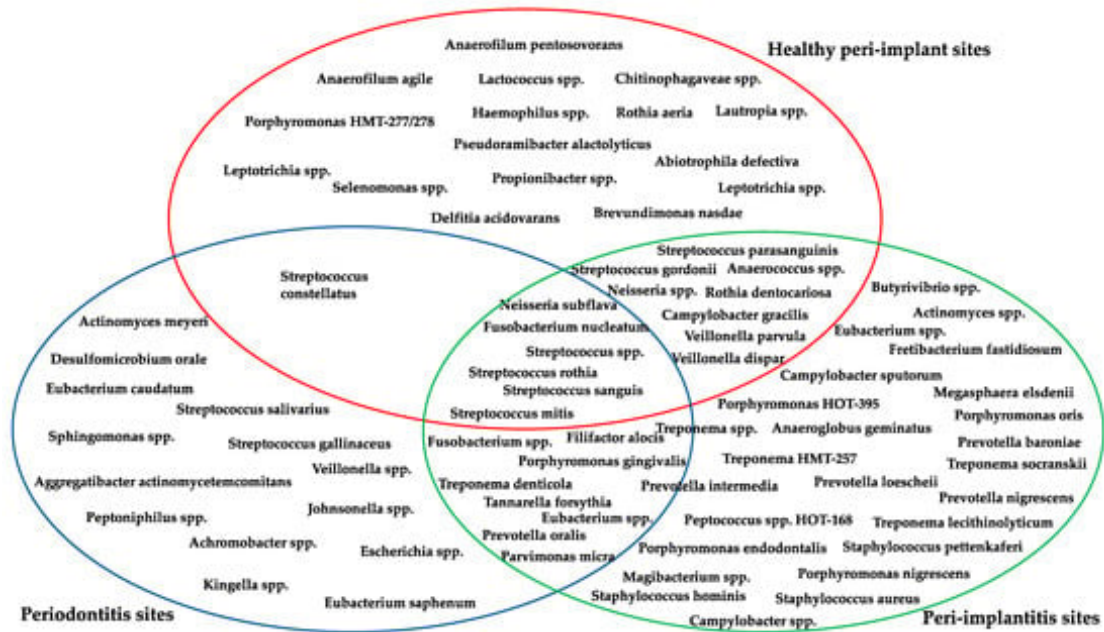 Anaerofilum pentosovorans
Healthy peri-implant sites
Anaerofilum agile
Lactococcus spp.
Chitinophagaveae spp.
Haemophilus spp.
Rothia aeria
Lautropia spp.
Porphyromonas HMT-277/278
Pseudoramibacter alactolyticus
Abiotrophila defectiva
Leptotrichia spp.
Selenomonas spp.
Propionibacter spp.
Leptotrichia spp.
Delfitia acidovarans
Brevundimonas nasdae
Streptococcus parasanguinis
Streptococcus gordonii
Anaerococcus spp.
Streptococcus
constellatus
Neisseria spp.
Rothia dentocariosa
Butyrivibrio spp.
Neisseria subflava
Campylobacter gracilis
Actinomyces spp.
Actinomyces meyeri
Fusobacterium nucleatum
Veillonella parvula
Eubacterium spp.
Streptococcus spp.
Veillonella dispar
Fretibacterium fastidiosum
Desulfomicrobium orale
Streptococcus rothia
Campylobacter sputorum
Eubacterium caudatum
Streptococcus sanguis
Megasphaera elsdenii
Streptococcus salivarius
Streptococcus mitis
Porphyromonas HOT-395
Porphyromonas oris
Sphingomonas spp.
Streptococcus gallinaceus
Fusobacterium spp.
Filifactor alocis
Treponema spp.
Anaeroglobus geminatus
Prevotella baroniae
Veillonella spp.
Porphyromonas gingivalis
Treponema HMT-257
Treponema socranskii
Aggregatibacter actinomycetemcomitans
Treponema denticola
Prevotella intermedia
Prevotella loescheii
Prevotella nigrescens
Johnsonella spp.
Tannarella forsythia
Peptoniphilus spp.
Eubacterium spp.
Peptococcus spp. HOT-168
Treponema lecithinolyticum
Achromobacter spp.
Escherichia spp.
Prevotella oralis
Parvimonas micra
Porphyromonas endodontalis
Staphylococcus pettenkaferi
Kingella spp.
Magibacterium spp.
Porphyromonas nigrescens
Eubacterium saphenum
Staphylococcus hominis
Staphylococcus aureus
Periodontitis sites
Campylobacter spp.
Peri-implantitis sites